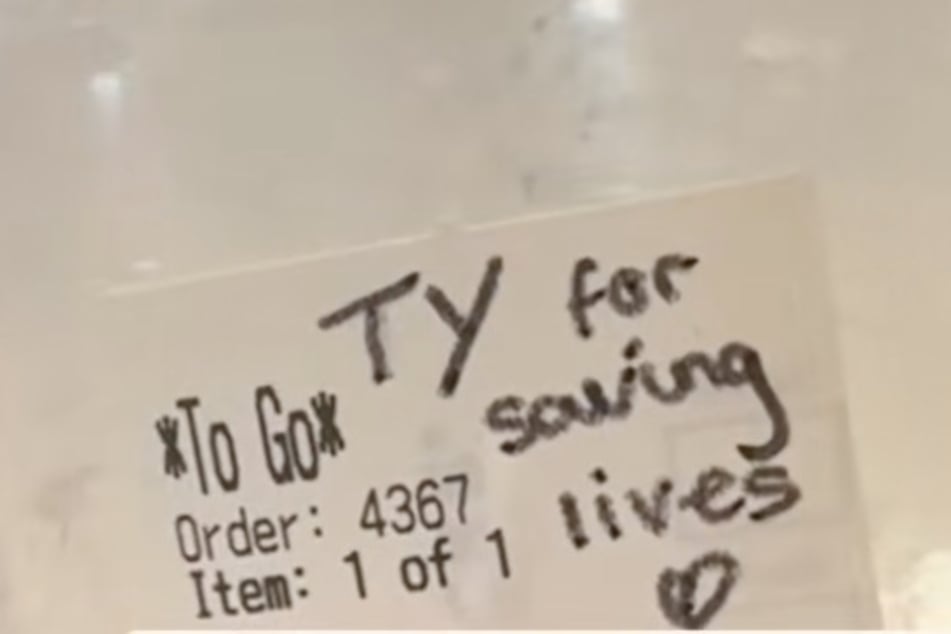 TY for
saving
lives
*To Go*
Order: 4367
Item: 1 of 1